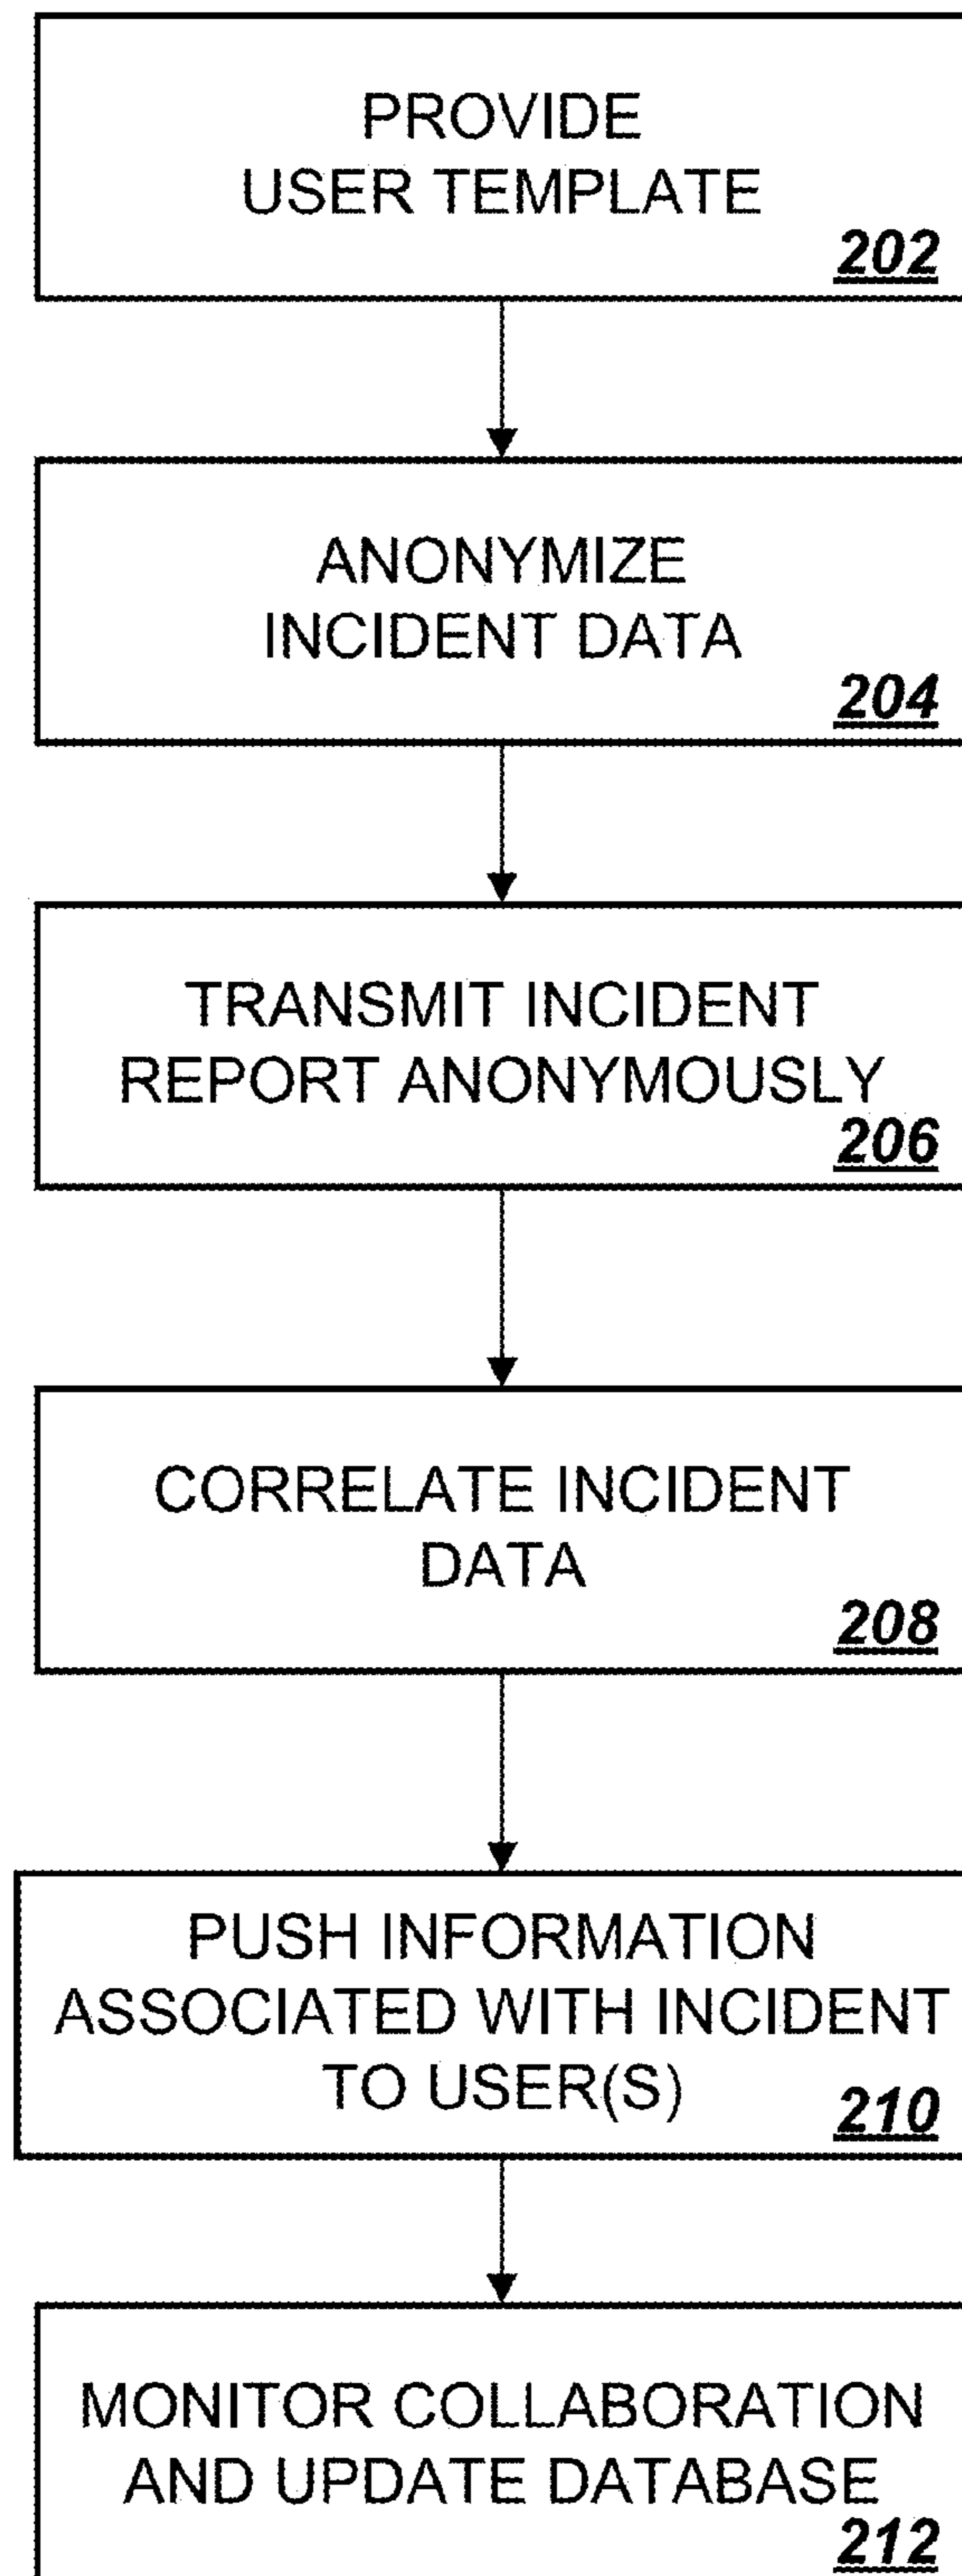 PROVIDE
USER TEMPLATE
202
ANONYMIZE
INCIDENT DATA
204
TRANSMIT INCIDENT
REPORT ANONYMOUSLY
206
CORRELATE INCIDENT
DATA
208
PUSH INFORMATION
ASSOCIATED WITH INCIDENT
TO USER(S)
210
MONITOR COLLABORATION
AND UPDATE DATABASE
212